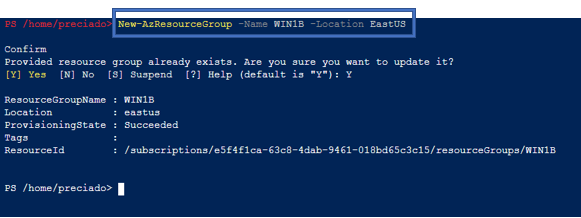 PS /home/preciado> New-AzResourceGroup -Name WIN1B -Location EastUS
Confirm
Provided resource group already exists. Are you sure you want to update it?
[Y] Yes  [N] No  [S] Suspend  [?] Help (default is "Y"): Y
ResourceGroupName : WIN1B
Location          : eastus
ProvisioningState : Succeeded
Tags              :
ResourceId        : /subscriptions/e5f4f1ca-63c8-4dab-9461-018bd65c3c15/resourceGroups/WIN1B
PS /home/preciado>